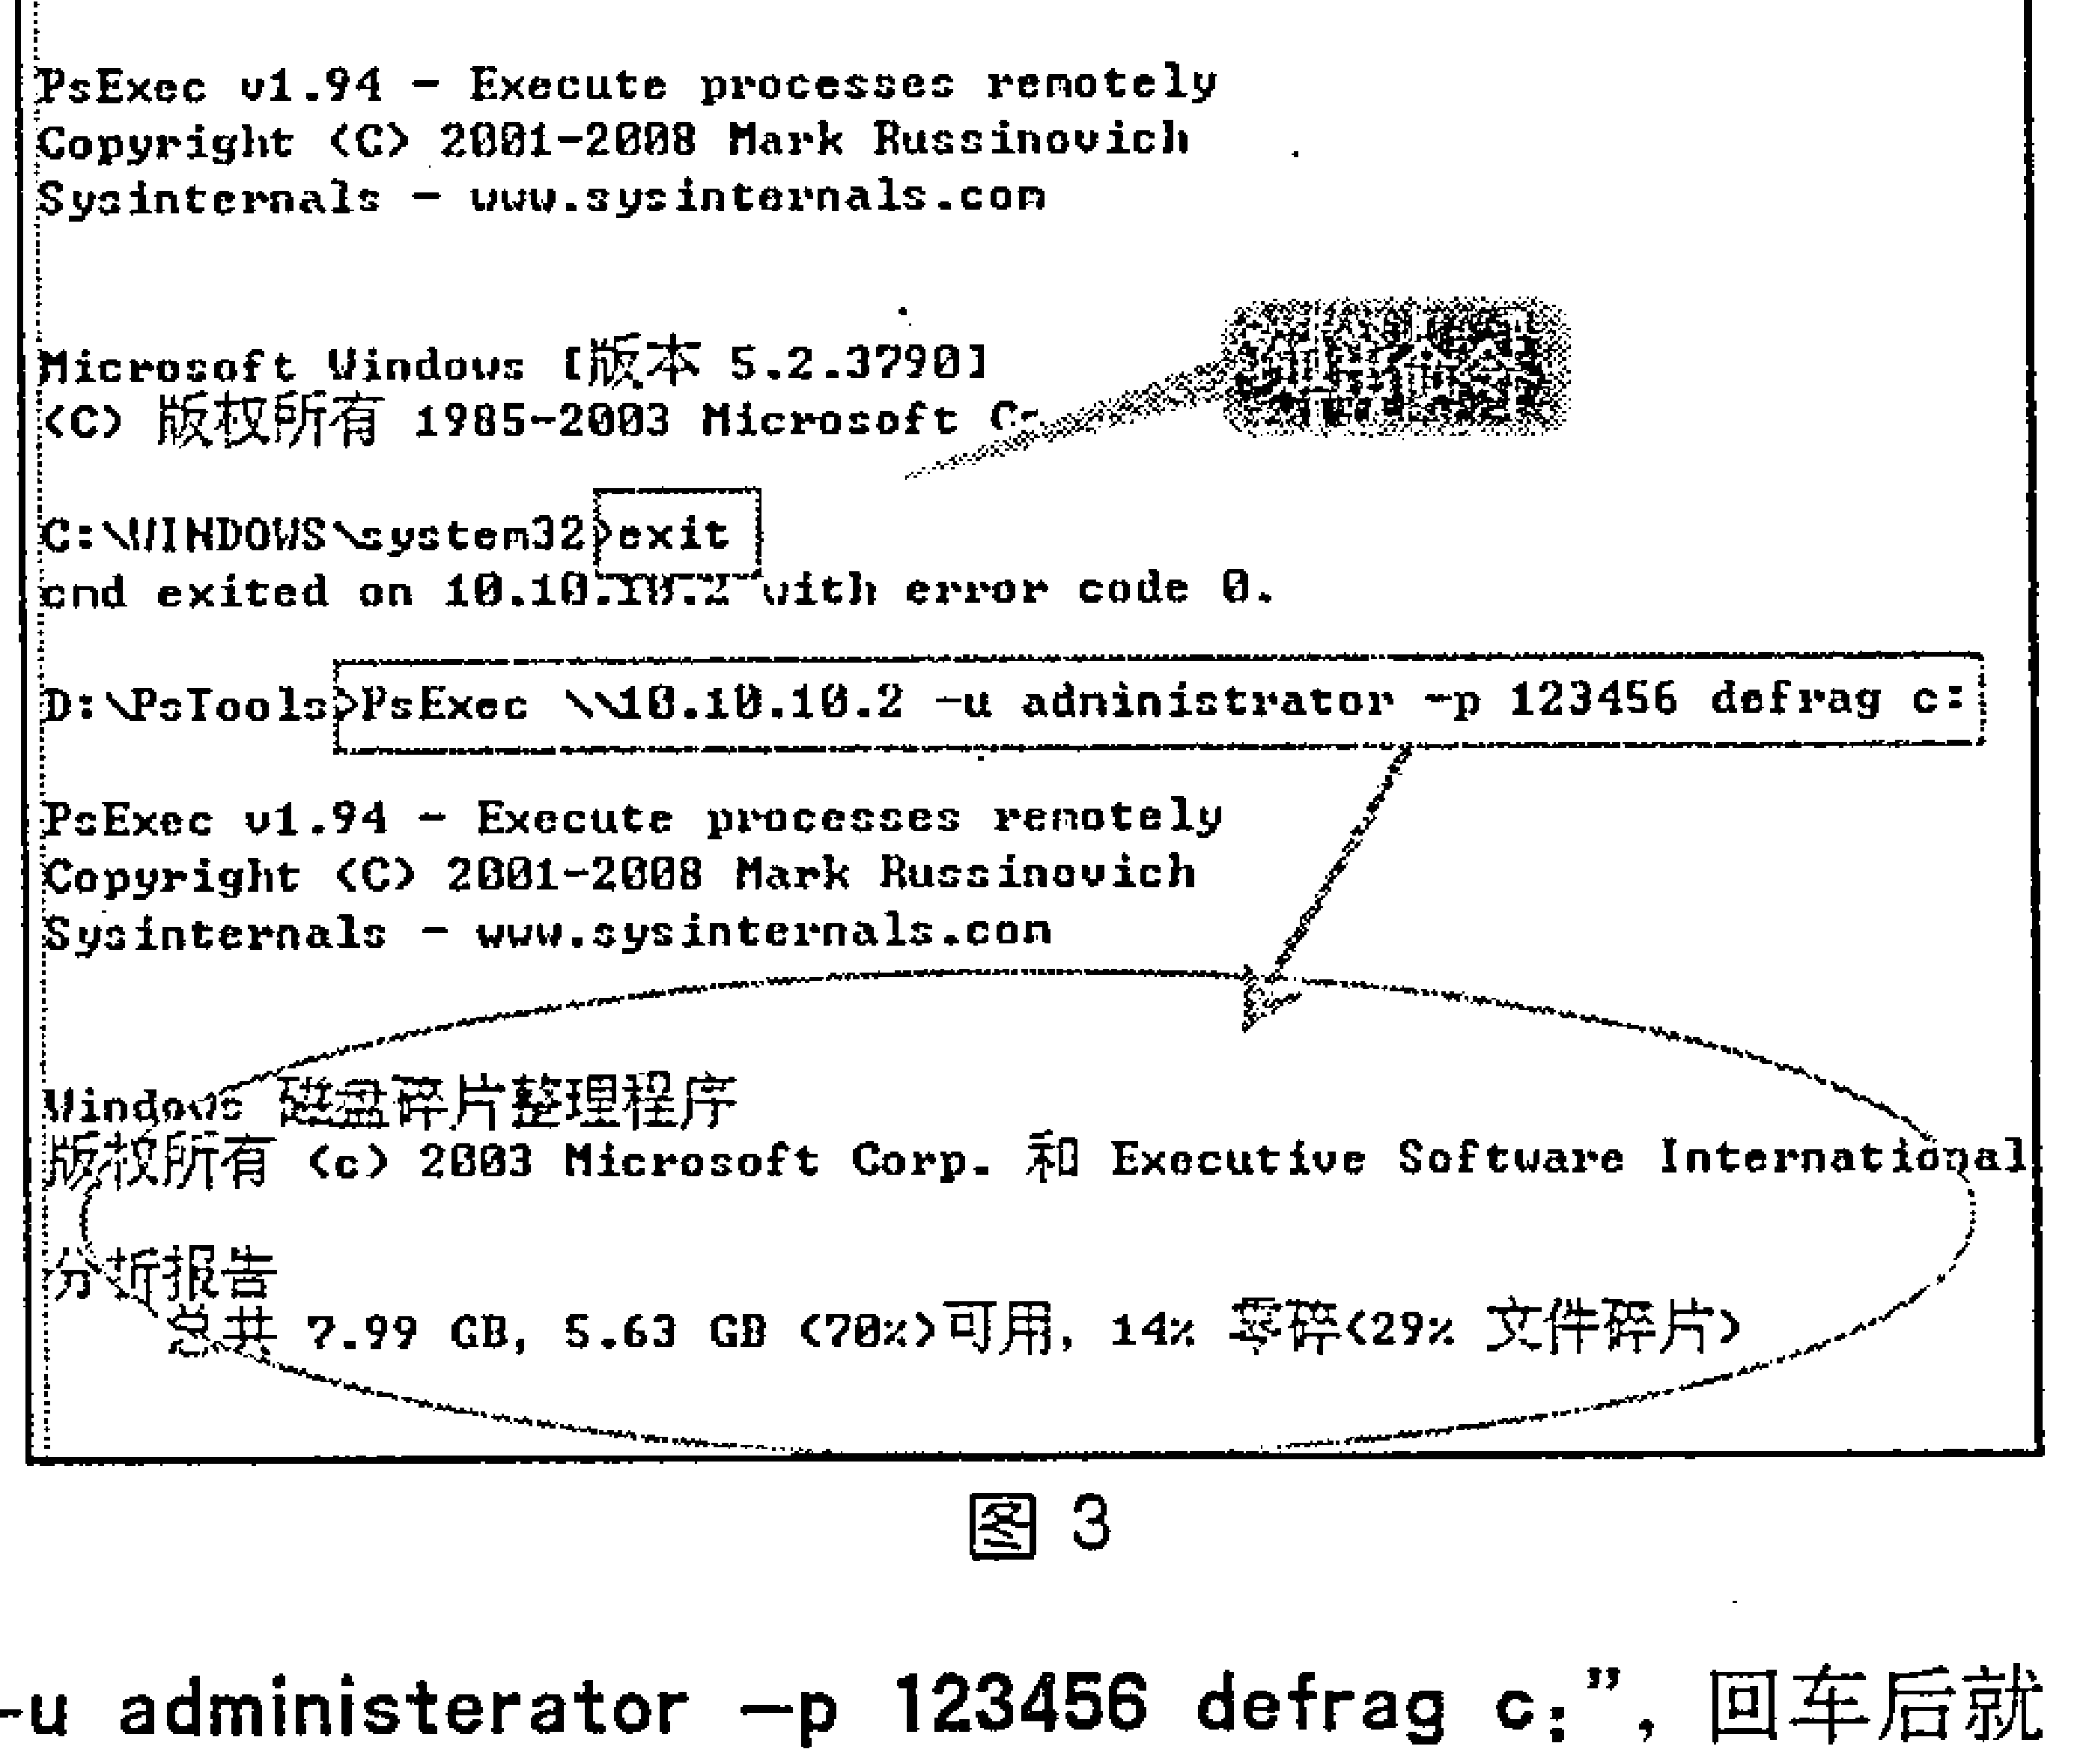 PsExec v1.94 - Execute processes remotely
Copyright (C) 2001-2008 Mark Russinovich
Sysinternals - www.sysinternals.com
Microsoft Windows [版本 5.2.3790]
(C) 版权所有 1985-2003 Microsoft
C:\WINDOWS\system32>exit
cmd exited on 10.10.10.2 with error code 0.
D:\PsTools>PsExec \\10.10.10.2 -u administrator -p 123456 defrag c:
PsExec v1.94 - Execute processes remotely
Copyright (C) 2001-2008 Mark Russinovich
Sysinternals - www.sysinternals.com
Windows 磁盘碎片整理程序
版权所有 (c) 2003 Microsoft Corp. 和 Executive Software International
分析报告
总共 7.99 GB, 5.63 GB (70%)可用, 14% 零碎(29% 文件碎片)
图 3
-u administerator -p 123456 defrag c:”, 回车后就